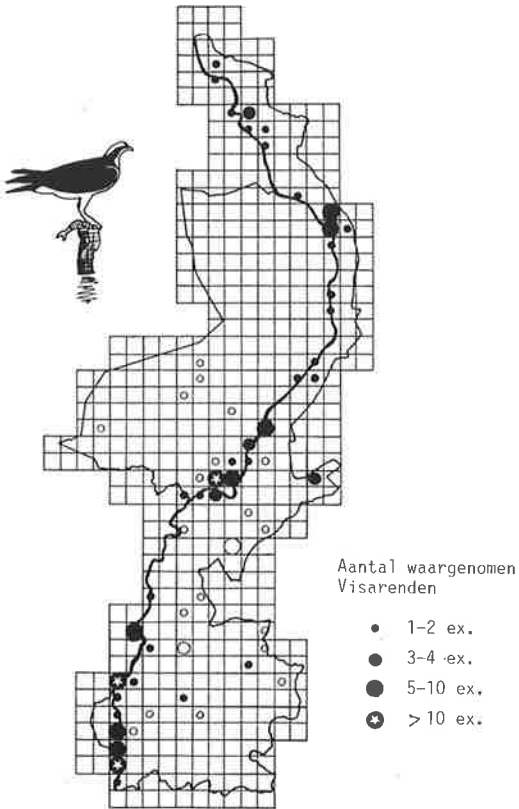 Aantal waargenomen
Visarenden
1-2 ex.
3-4 ex.
5-10 ex.
>10 ex.